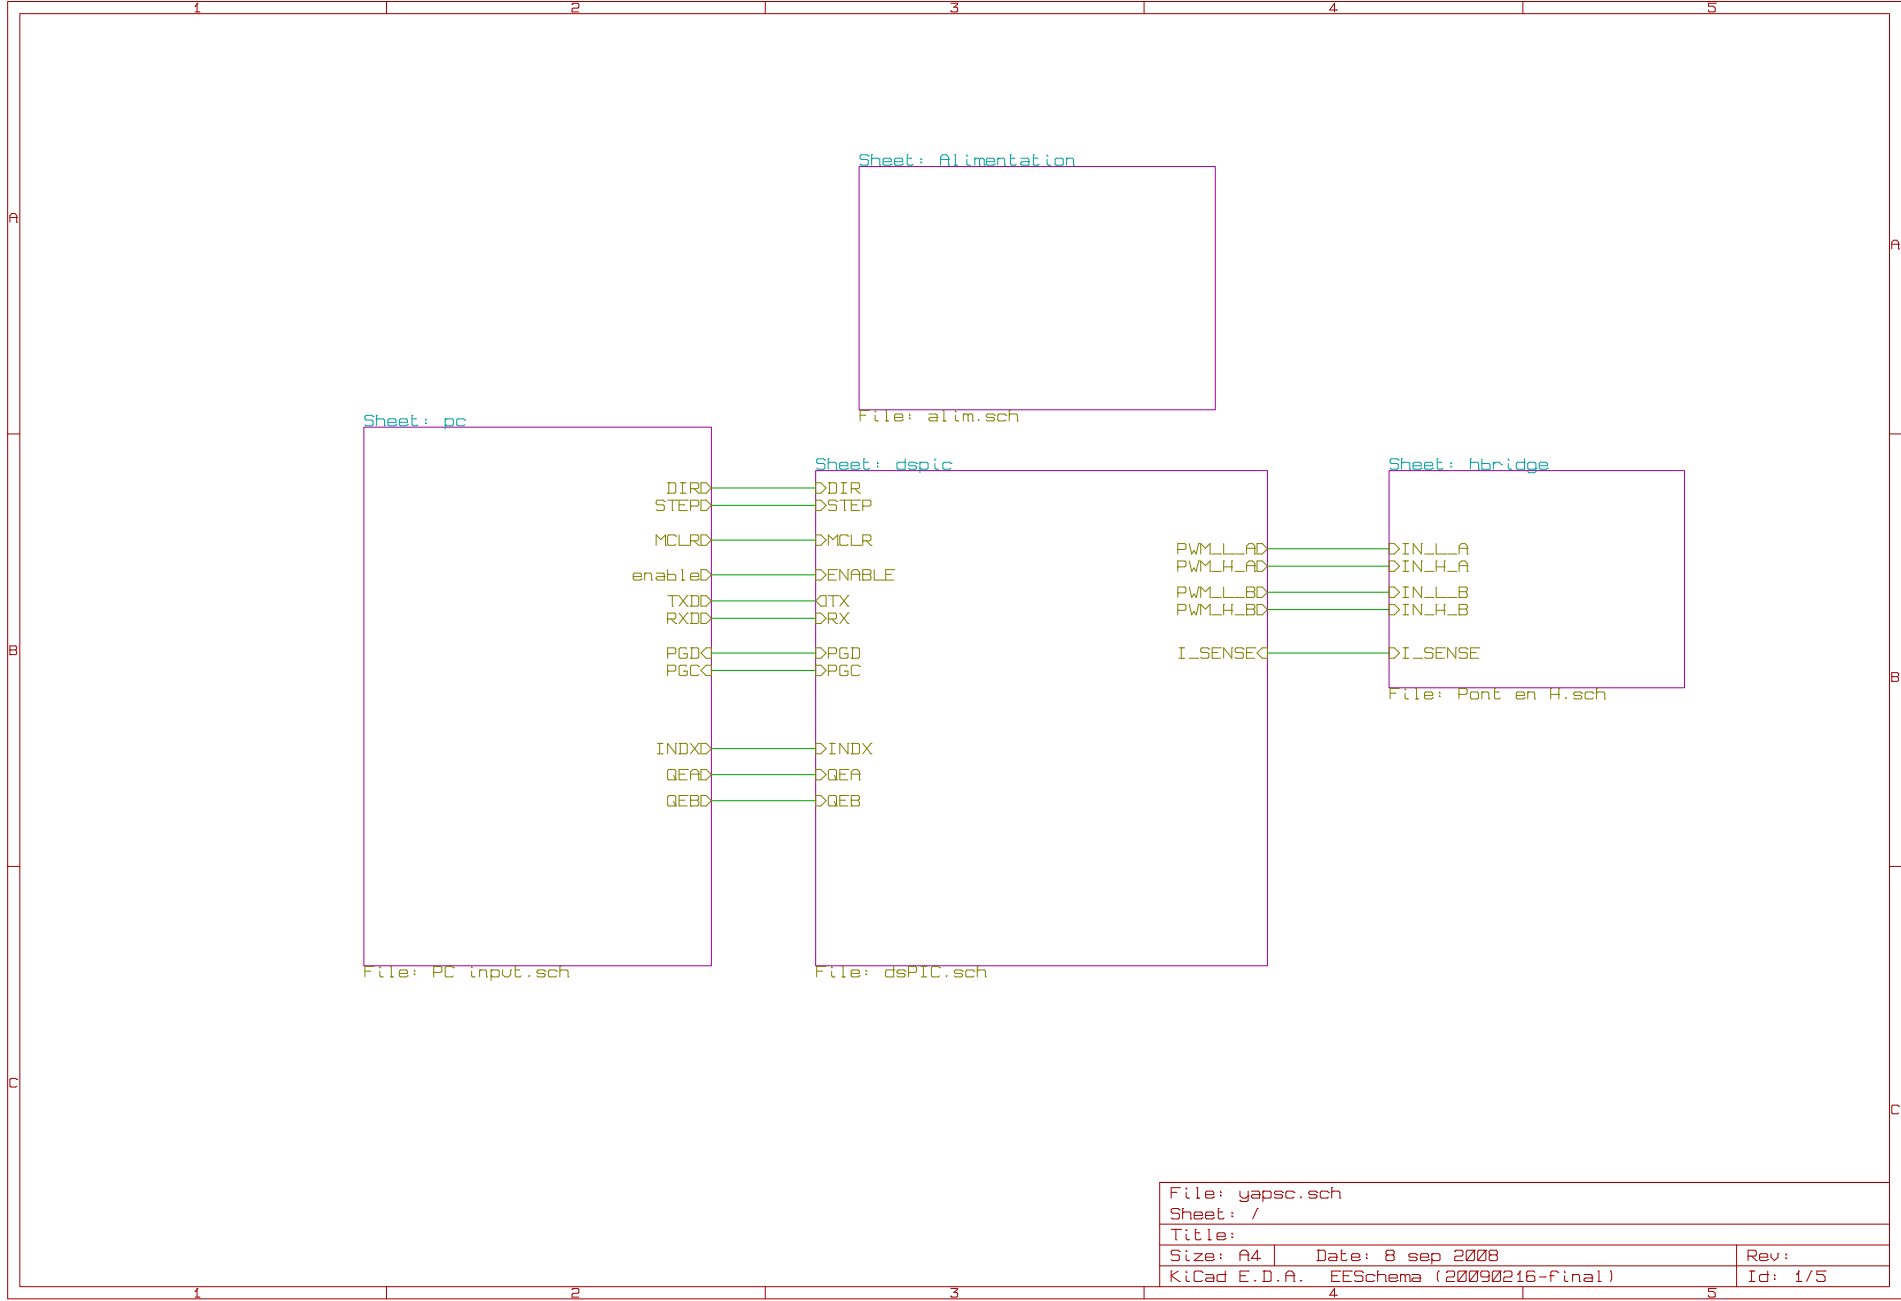 1 2 3 4 5
Sheet: Alimentation
A
A
File: alim.sch
Sheet: pc
Sheet: dspic
Sheet: hbridge
DIR DIR
STEP STEP
MCLR MCLR
PWM_L_A IN_L_A
PWM_H_A IN_H_A
enable ENABLE
PWM_L_B IN_L_B
TXD TX
PWM_H_B IN_H_B
RXD RX
B
PGD PGD I_SENSE I_SENSE
PGC PGC
B
File: Pont en H.sch
INDX INDX
QEA QEA
QEB QEB
File: PC input.sch File: dsPIC.sch
C
C
File: yapsc.sch
Sheet: /
Title:
Size: A4 Date: 8 sep 2008 Rev:
KiCad E.D.A. EESchema (20090216-final) Id: 1/5
1 2 3 4 5